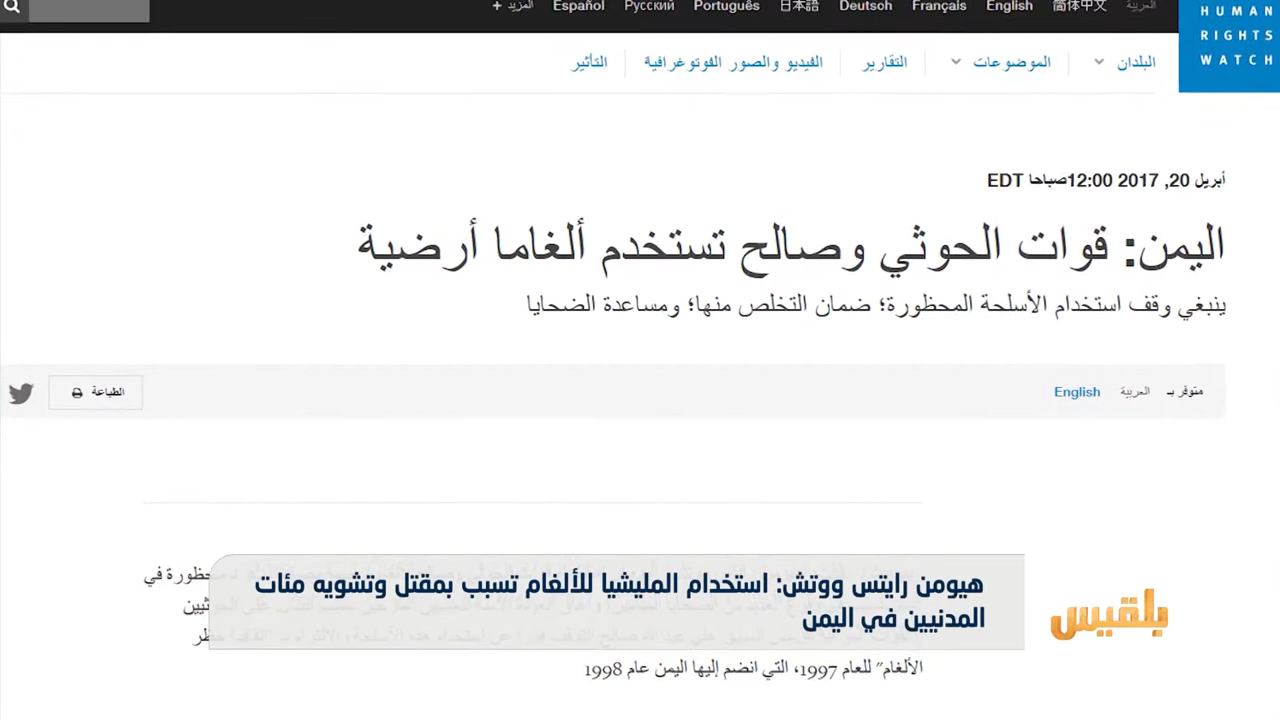 العربية 简体中文 English Français Deutsch 日本語 Português Русский Español المزيد +
HUMAN
RIGHTS
WATCH
البلدان الموضوعات التقارير الفيديو والصور الفوتوغرافية التأثير
أبريل 20, 2017 12:00صباحا EDT
اليمن: قوات الحوثي وصالح تستخدم ألغاما أرضية
ينبغي وقف استخدام الأسلحة المحظورة؛ ضمان التخلص منها؛ ومساعدة الضحايا
متوفر بـ العربية English
الطباعة
هيومن رايتس ووتش: استخدام المليشيا للألغام تسبب بمقتل وتشويه مئات
المدنيين في اليمن
بلقيس
الألغام" للعام 1997، التي انضم إليها اليمن عام 1998